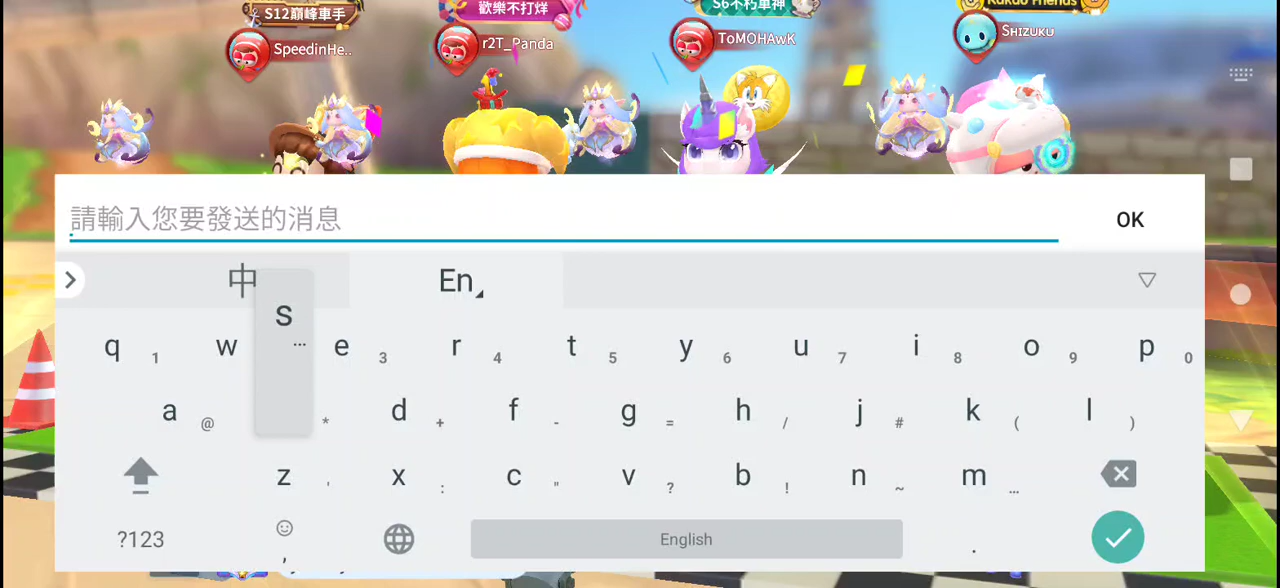 S12巔峰車手
歡樂不打烊
S6不朽車神
Kakao Friends
SpeedinHe..
r2T_Panda
ToMOHAwK
SHIZUKU
請輸入您要發送的消息
OK
中
En
s
...
q 1 w e 3 r 4 t 5 y 6 u 7 i 8 o 9 p 0
a @ * d + f - g = h / j # k ( l )
z ' x : c " v ? b ! n ~ m ...
?123 , English .